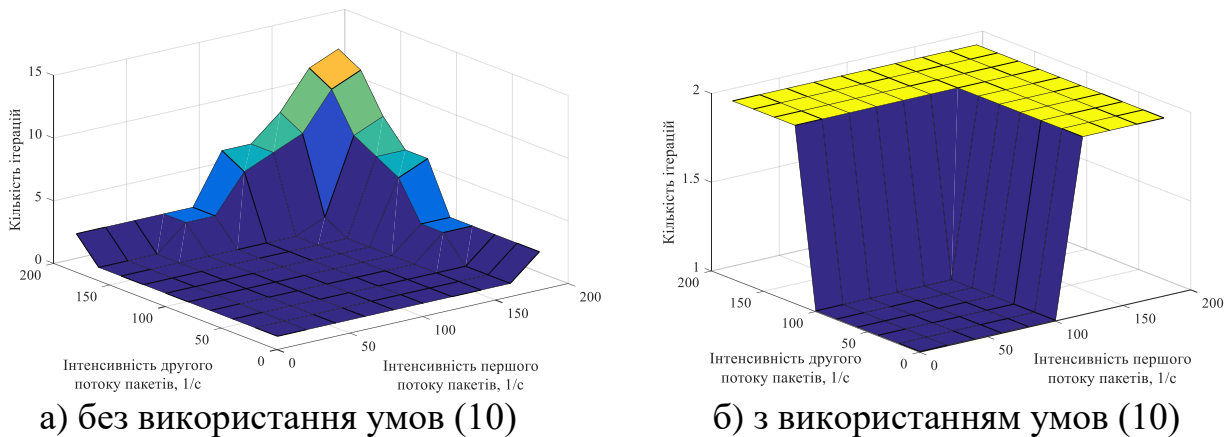 15
10
5
0
Кількість ітерацій
200
150
100
50
0
0
50
100
150
200
Інтенсивність другого
потоку пакетів, 1/с
Інтенсивність першого
потоку пакетів, 1/с
а) без використання умов (10)
2
1.5
1
Кількість ітерацій
200
150
100
50
0
0
50
100
150
200
Інтенсивність другого
потоку пакетів, 1/с
Інтенсивність першого
потоку пакетів, 1/с
б) з використанням умов (10)